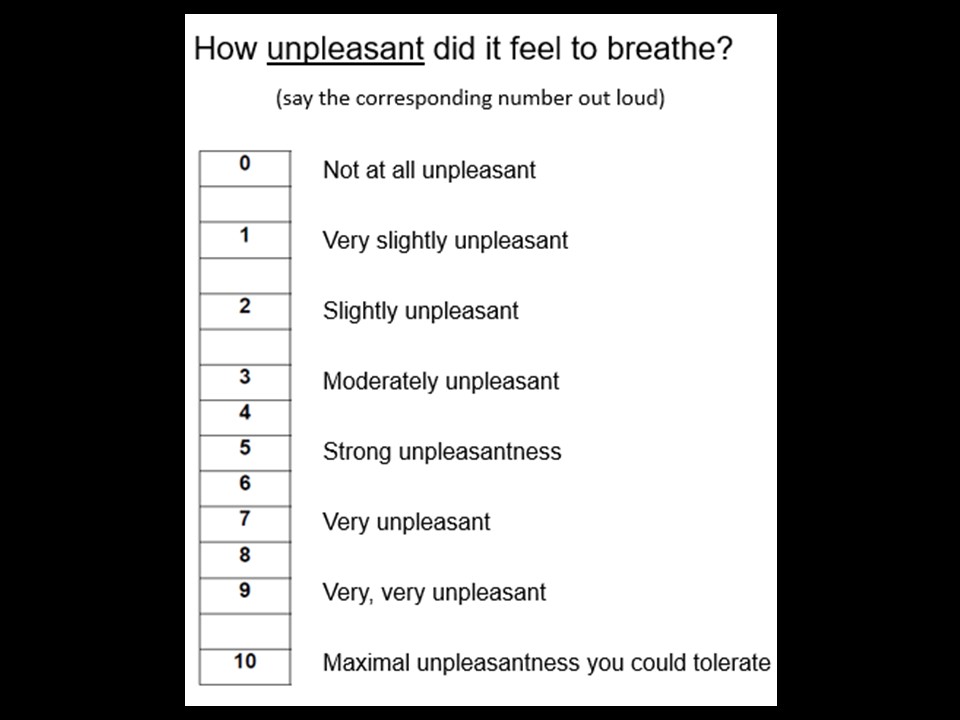 How unpleasant did it feel to breathe?
(say the corresponding number out loud)
0 Not at all unpleasant
1 Very slightly unpleasant
2 Slightly unpleasant
3 Moderately unpleasant
4
5 Strong unpleasantness
6
7 Very unpleasant
8
9 Very, very unpleasant
10 Maximal unpleasantness you could tolerate